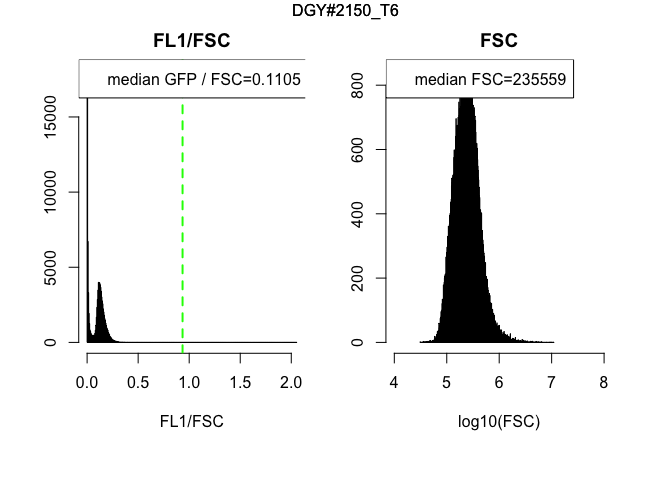 DGY#2150_T6
FL1/FSC
median GFP / FSC=0.1105
0
5000
10000
15000
0.0 0.5 1.0 1.5 2.0
FL1/FSC
FSC
median FSC=235559
0
200
400
600
800
4 5 6 7 8
log10(FSC)